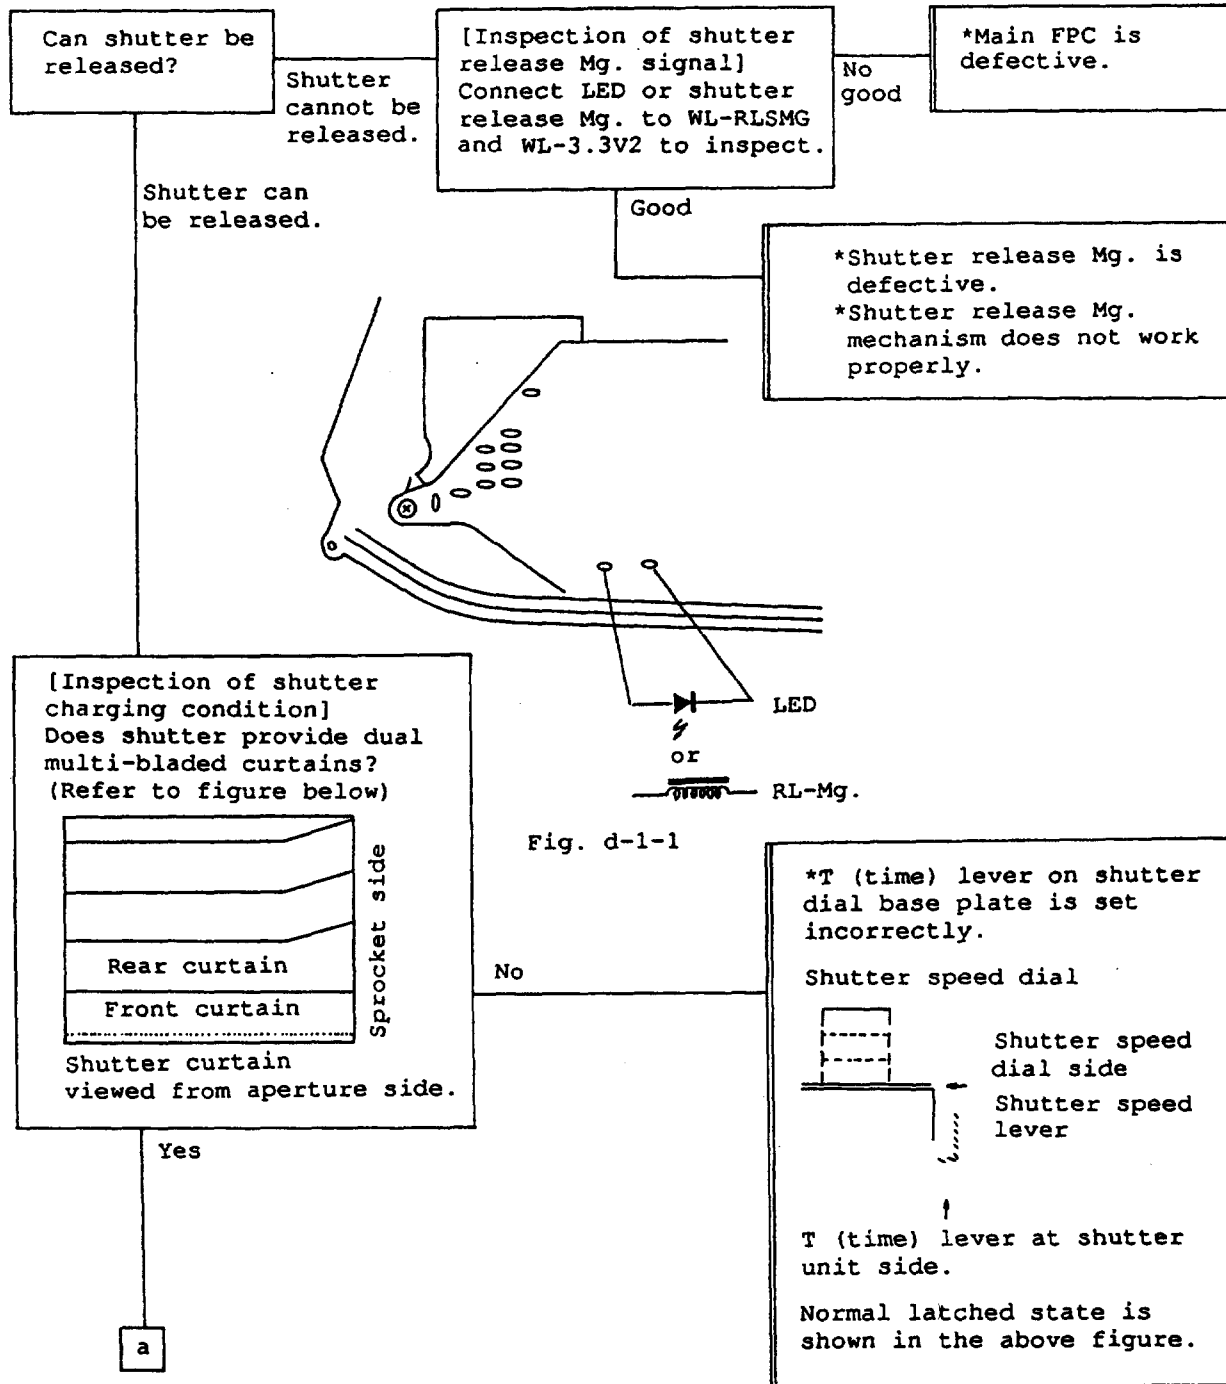 Can shutter be
released?
Shutter
cannot be
released.
[Inspection of shutter
release Mg. signal]
Connect LED or shutter
release Mg. to WL-RLSMG
and WL-3.3V2 to inspect.
No
good
*Main FPC is
defective.
Shutter can
be released.
Good
*Shutter release Mg. is
defective.
*Shutter release Mg.
mechanism does not work
properly.
LED
or
RL-Mg.
Fig. d-1-1
[Inspection of shutter
charging condition]
Does shutter provide dual
multi-bladed curtains?
(Refer to figure below)
Rear curtain
Front curtain
Sprocket side
Shutter curtain
viewed from aperture side.
No
*T (time) lever on shutter
dial base plate is set
incorrectly.
Shutter speed dial
Shutter speed
dial side
Shutter speed
lever
T (time) lever at shutter
unit side.
Normal latched state is
shown in the above figure.
Yes
a